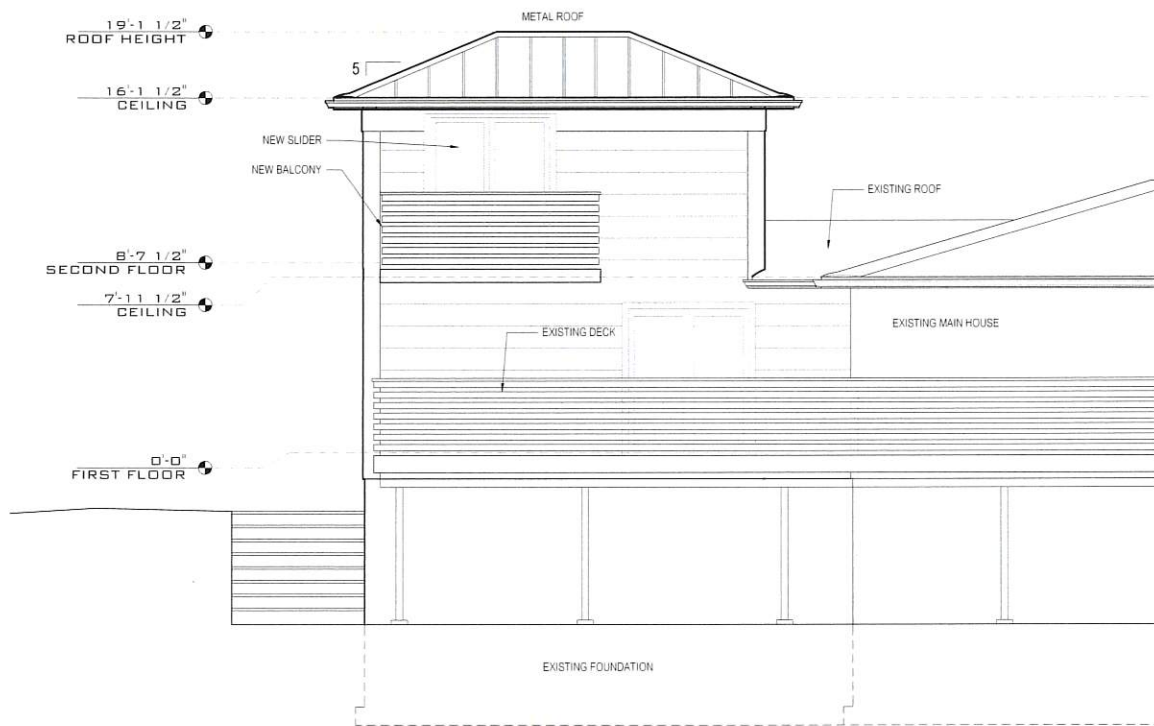 METAL ROOF
19'-1 1/2"
ROOF HEIGHT
5
16'-1 1/2"
CEILING
NEW SLIDER
NEW BALCONY
EXISTING ROOF
8'-7 1/2"
SECOND FLOOR
7'-11 1/2"
CEILING
EXISTING MAIN HOUSE
EXISTING DECK
0'-0"
FIRST FLOOR
EXISTING FOUNDATION